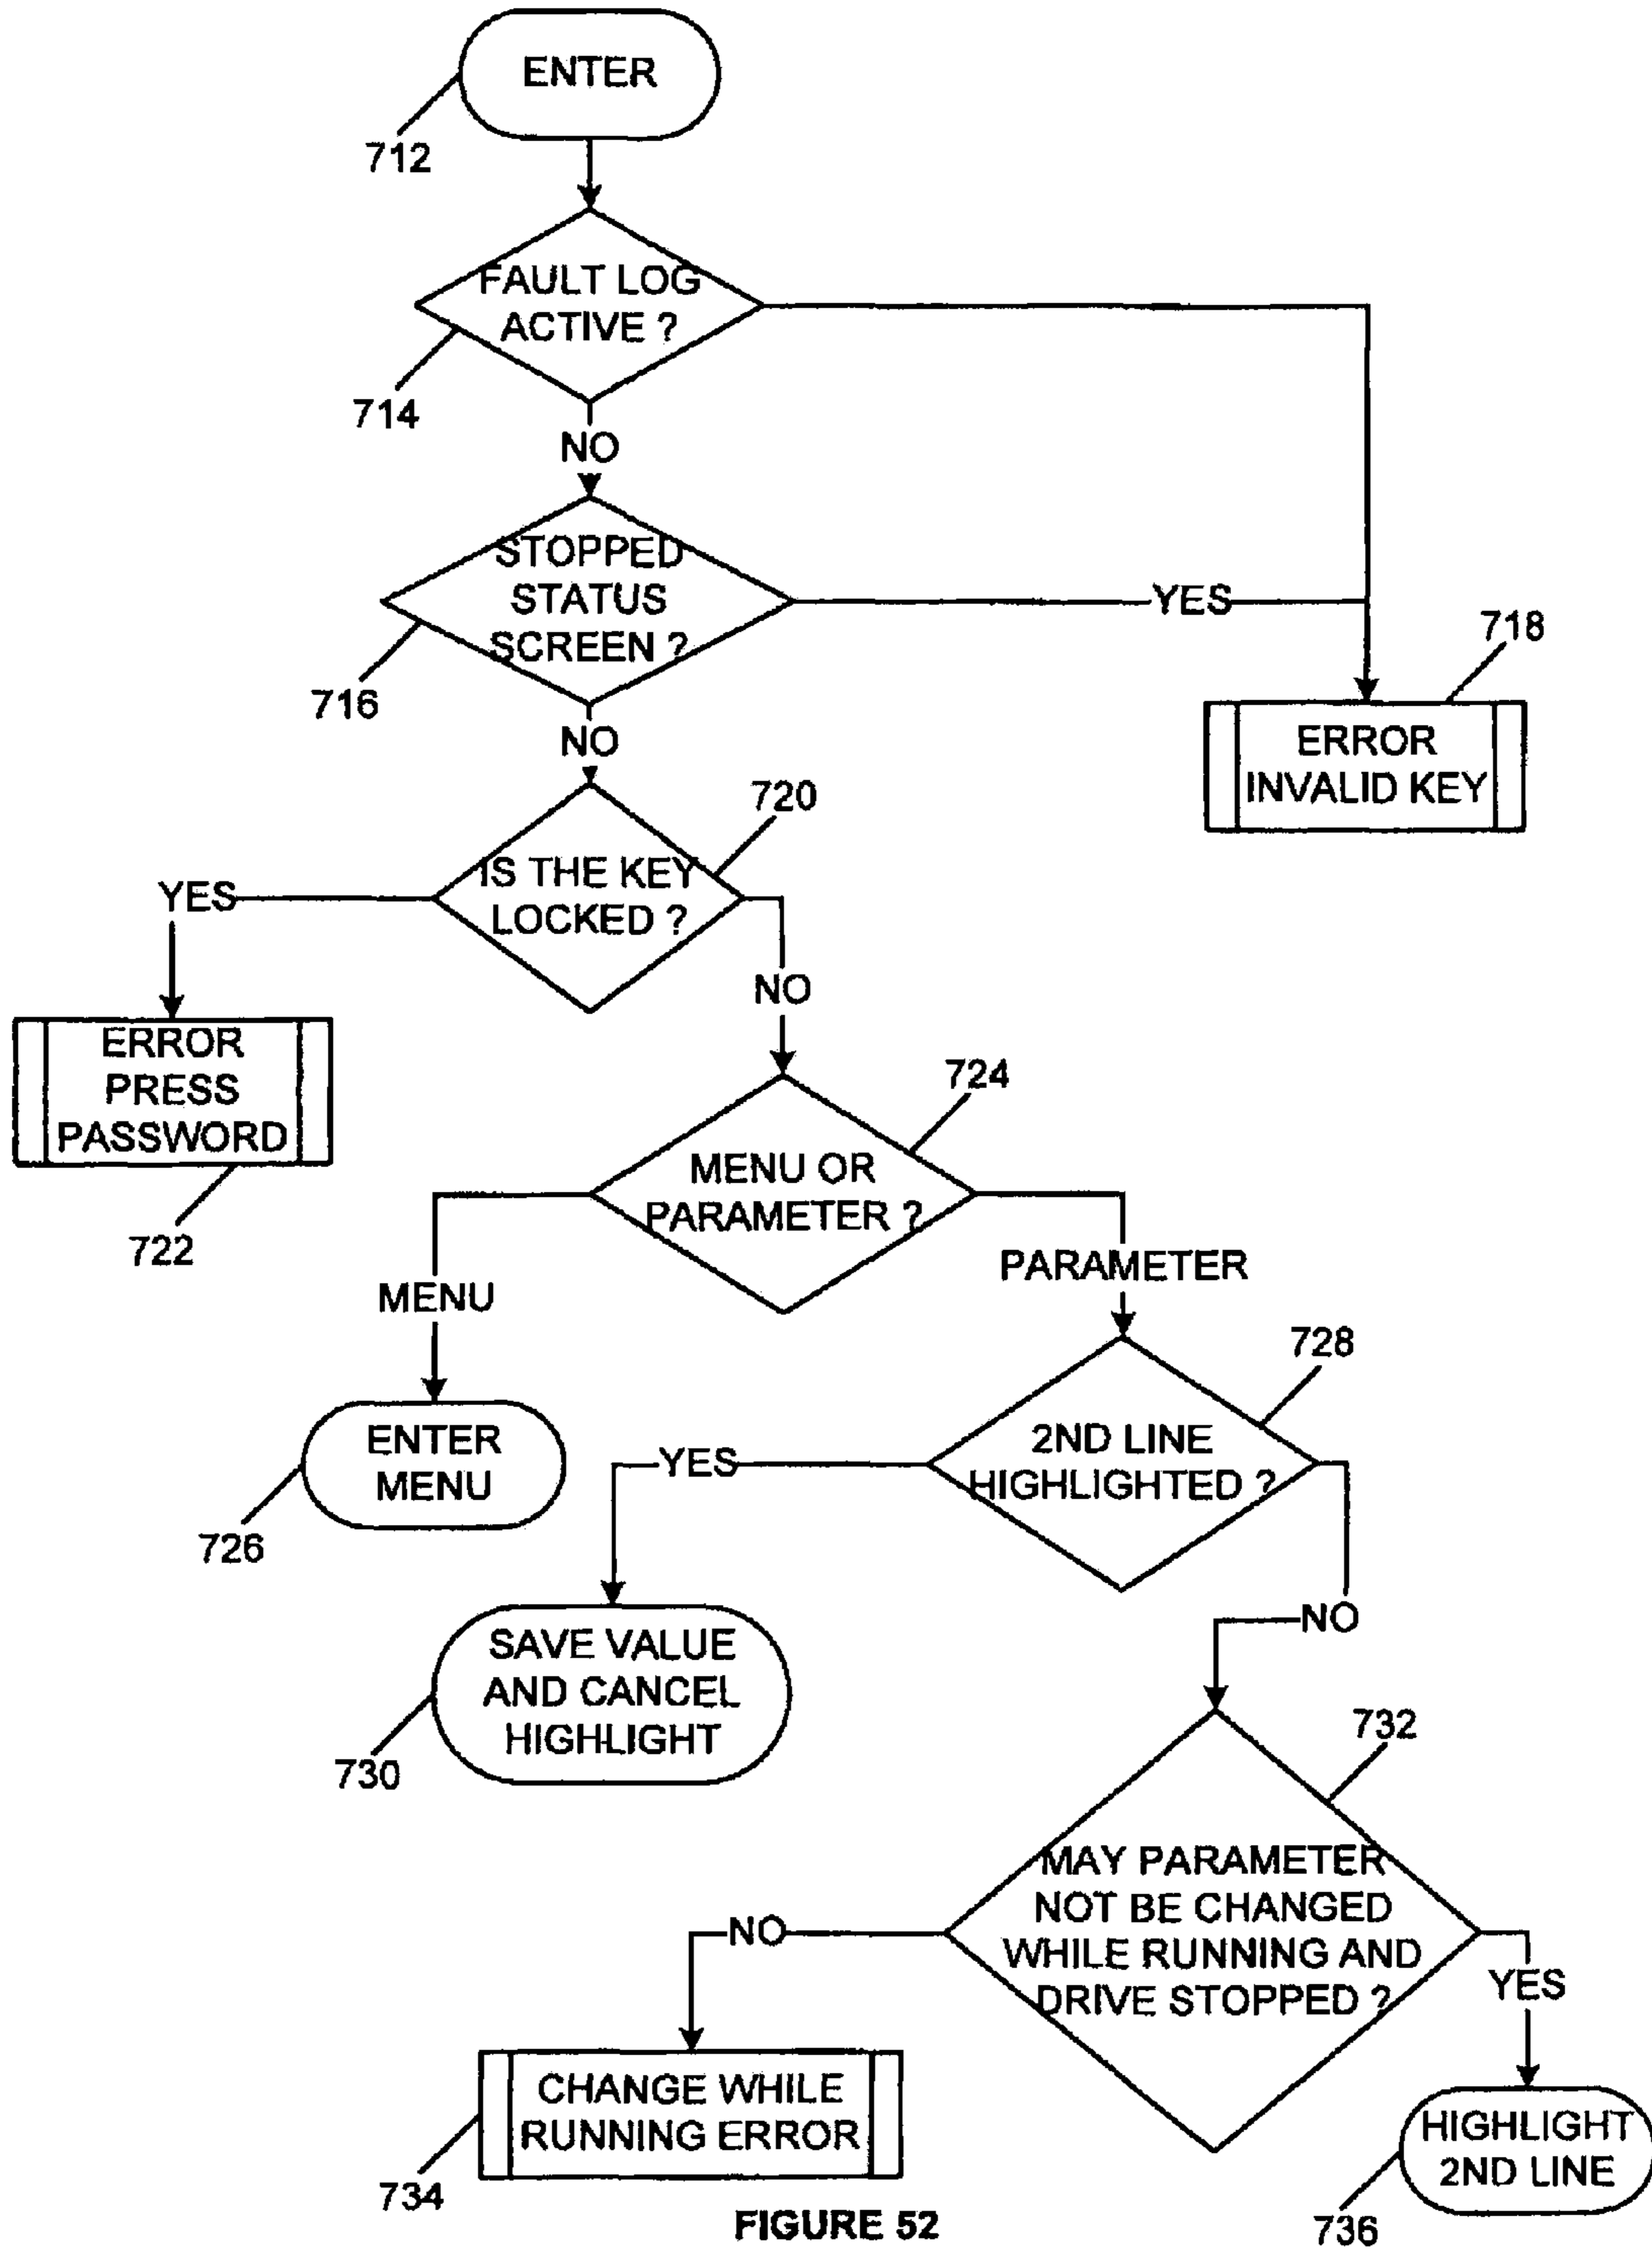 ENTER
712
FAULT LOG
ACTIVE ?
714
NO
STOPPED
STATUS
SCREEN ?
YES
716
718
ERROR
INVALID KEY
NO
720
IS THE KEY
LOCKED ?
YES
NO
ERROR
PRESS
PASSWORD
722
724
MENU OR
PARAMETER ?
MENU
PARAMETER
ENTER
MENU
726
728
2ND LINE
HIGHLIGHTED ?
YES
NO
SAVE VALUE
AND CANCEL
HIGHLIGHT
730
732
MAY PARAMETER
NOT BE CHANGED
WHILE RUNNING AND
DRIVE STOPPED ?
NO
YES
CHANGE WHILE
RUNNING ERROR
734
HIGHLIGHT
2ND LINE
736
FIGURE 52